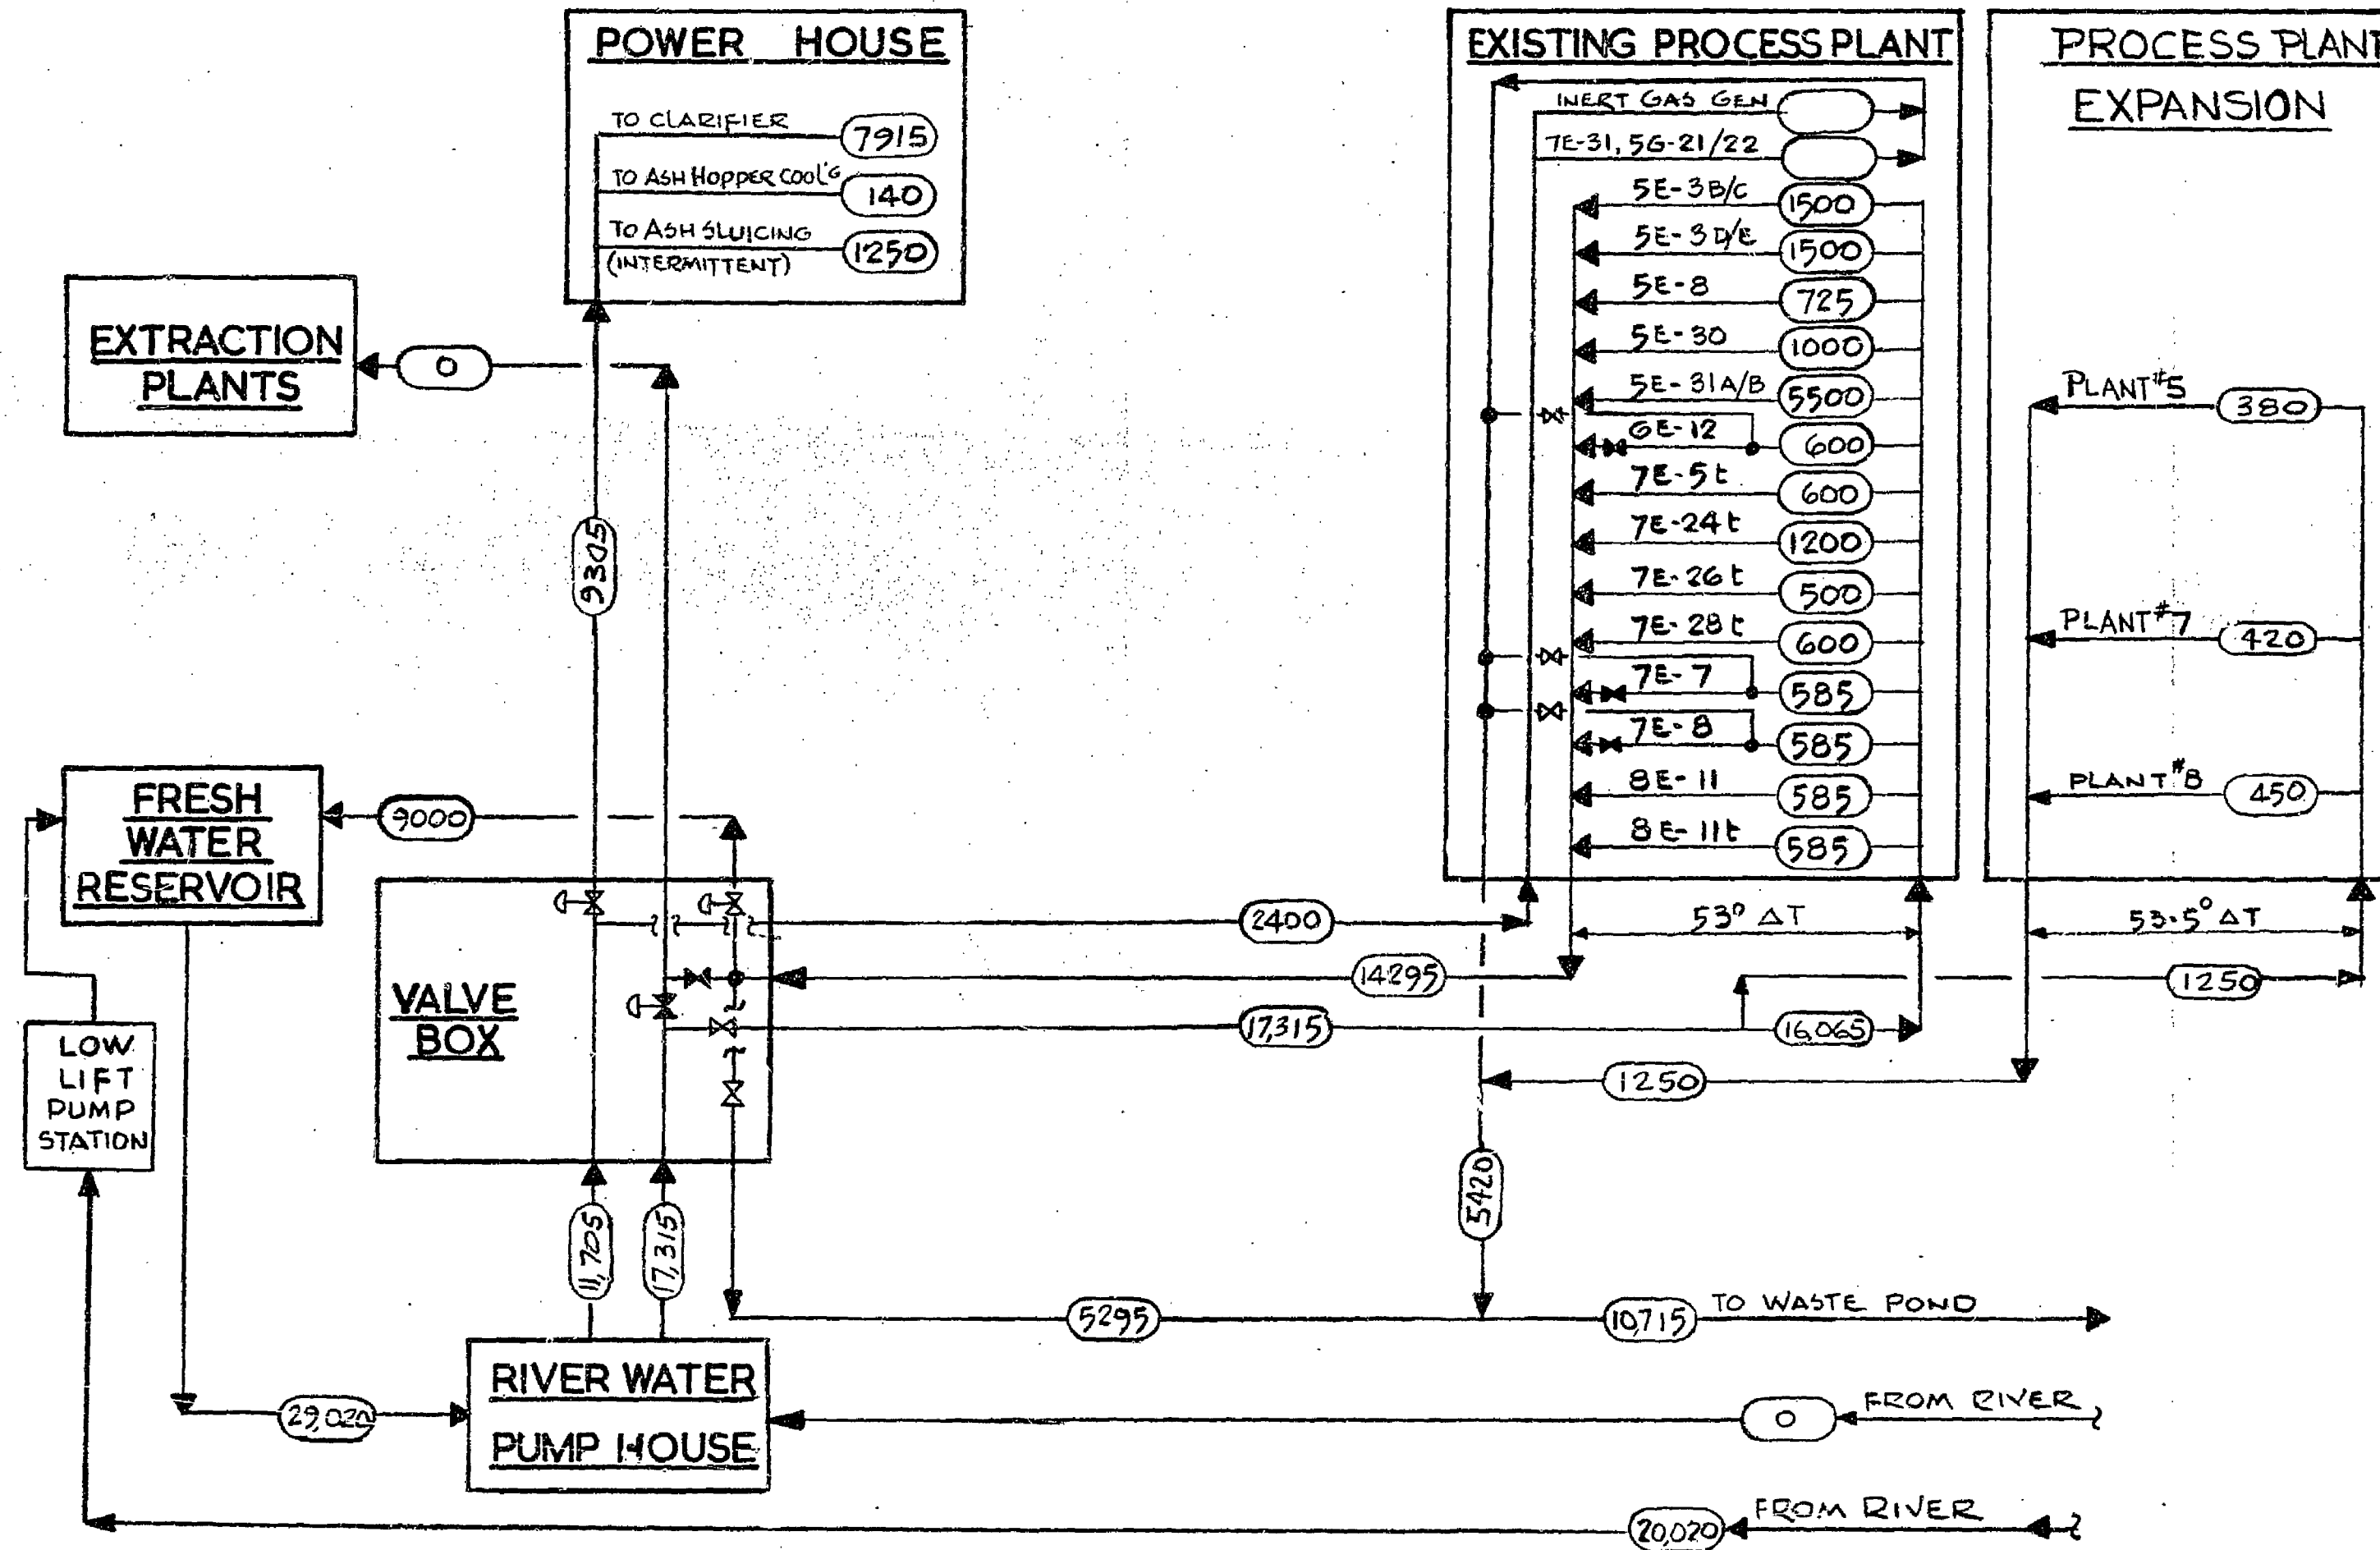 POWER HOUSE
TO CLARIFIER
7915
TO ASH HOPPER COOL'G
140
TO ASH SLUICING
1250
(INTERMITTENT)
EXTRACTION
PLANTS
0
9305
FRESH
WATER
RESERVOIR
9000
LOW
LIFT
PUMP
STATION
VALVE
BOX
11,705
17,315
RIVER WATER
PUMP HOUSE
29,020
EXISTING PROCESS PLANT
INERT GAS GEN
7E-31, 5G-21/22
5E-3B/C
1500
5E-3D/E
1500
5E-8
725
5E-30
1000
5E-31A/B
5500
6E-12
600
7E-5t
600
7E-24t
1200
7E-26t
500
7E-28t
600
7E-7
585
7E-8
585
8E-11
585
8E-11t
585
PROCESS PLANT
EXPANSION
PLANT #5
380
PLANT #7
420
PLANT #8
450
2400
53° ΔT
53.5° ΔT
14295
1250
17,315
16,065
1250
5420
5295
10,715
TO WASTE POND
0
FROM RIVER
20,020
FROM RIVER